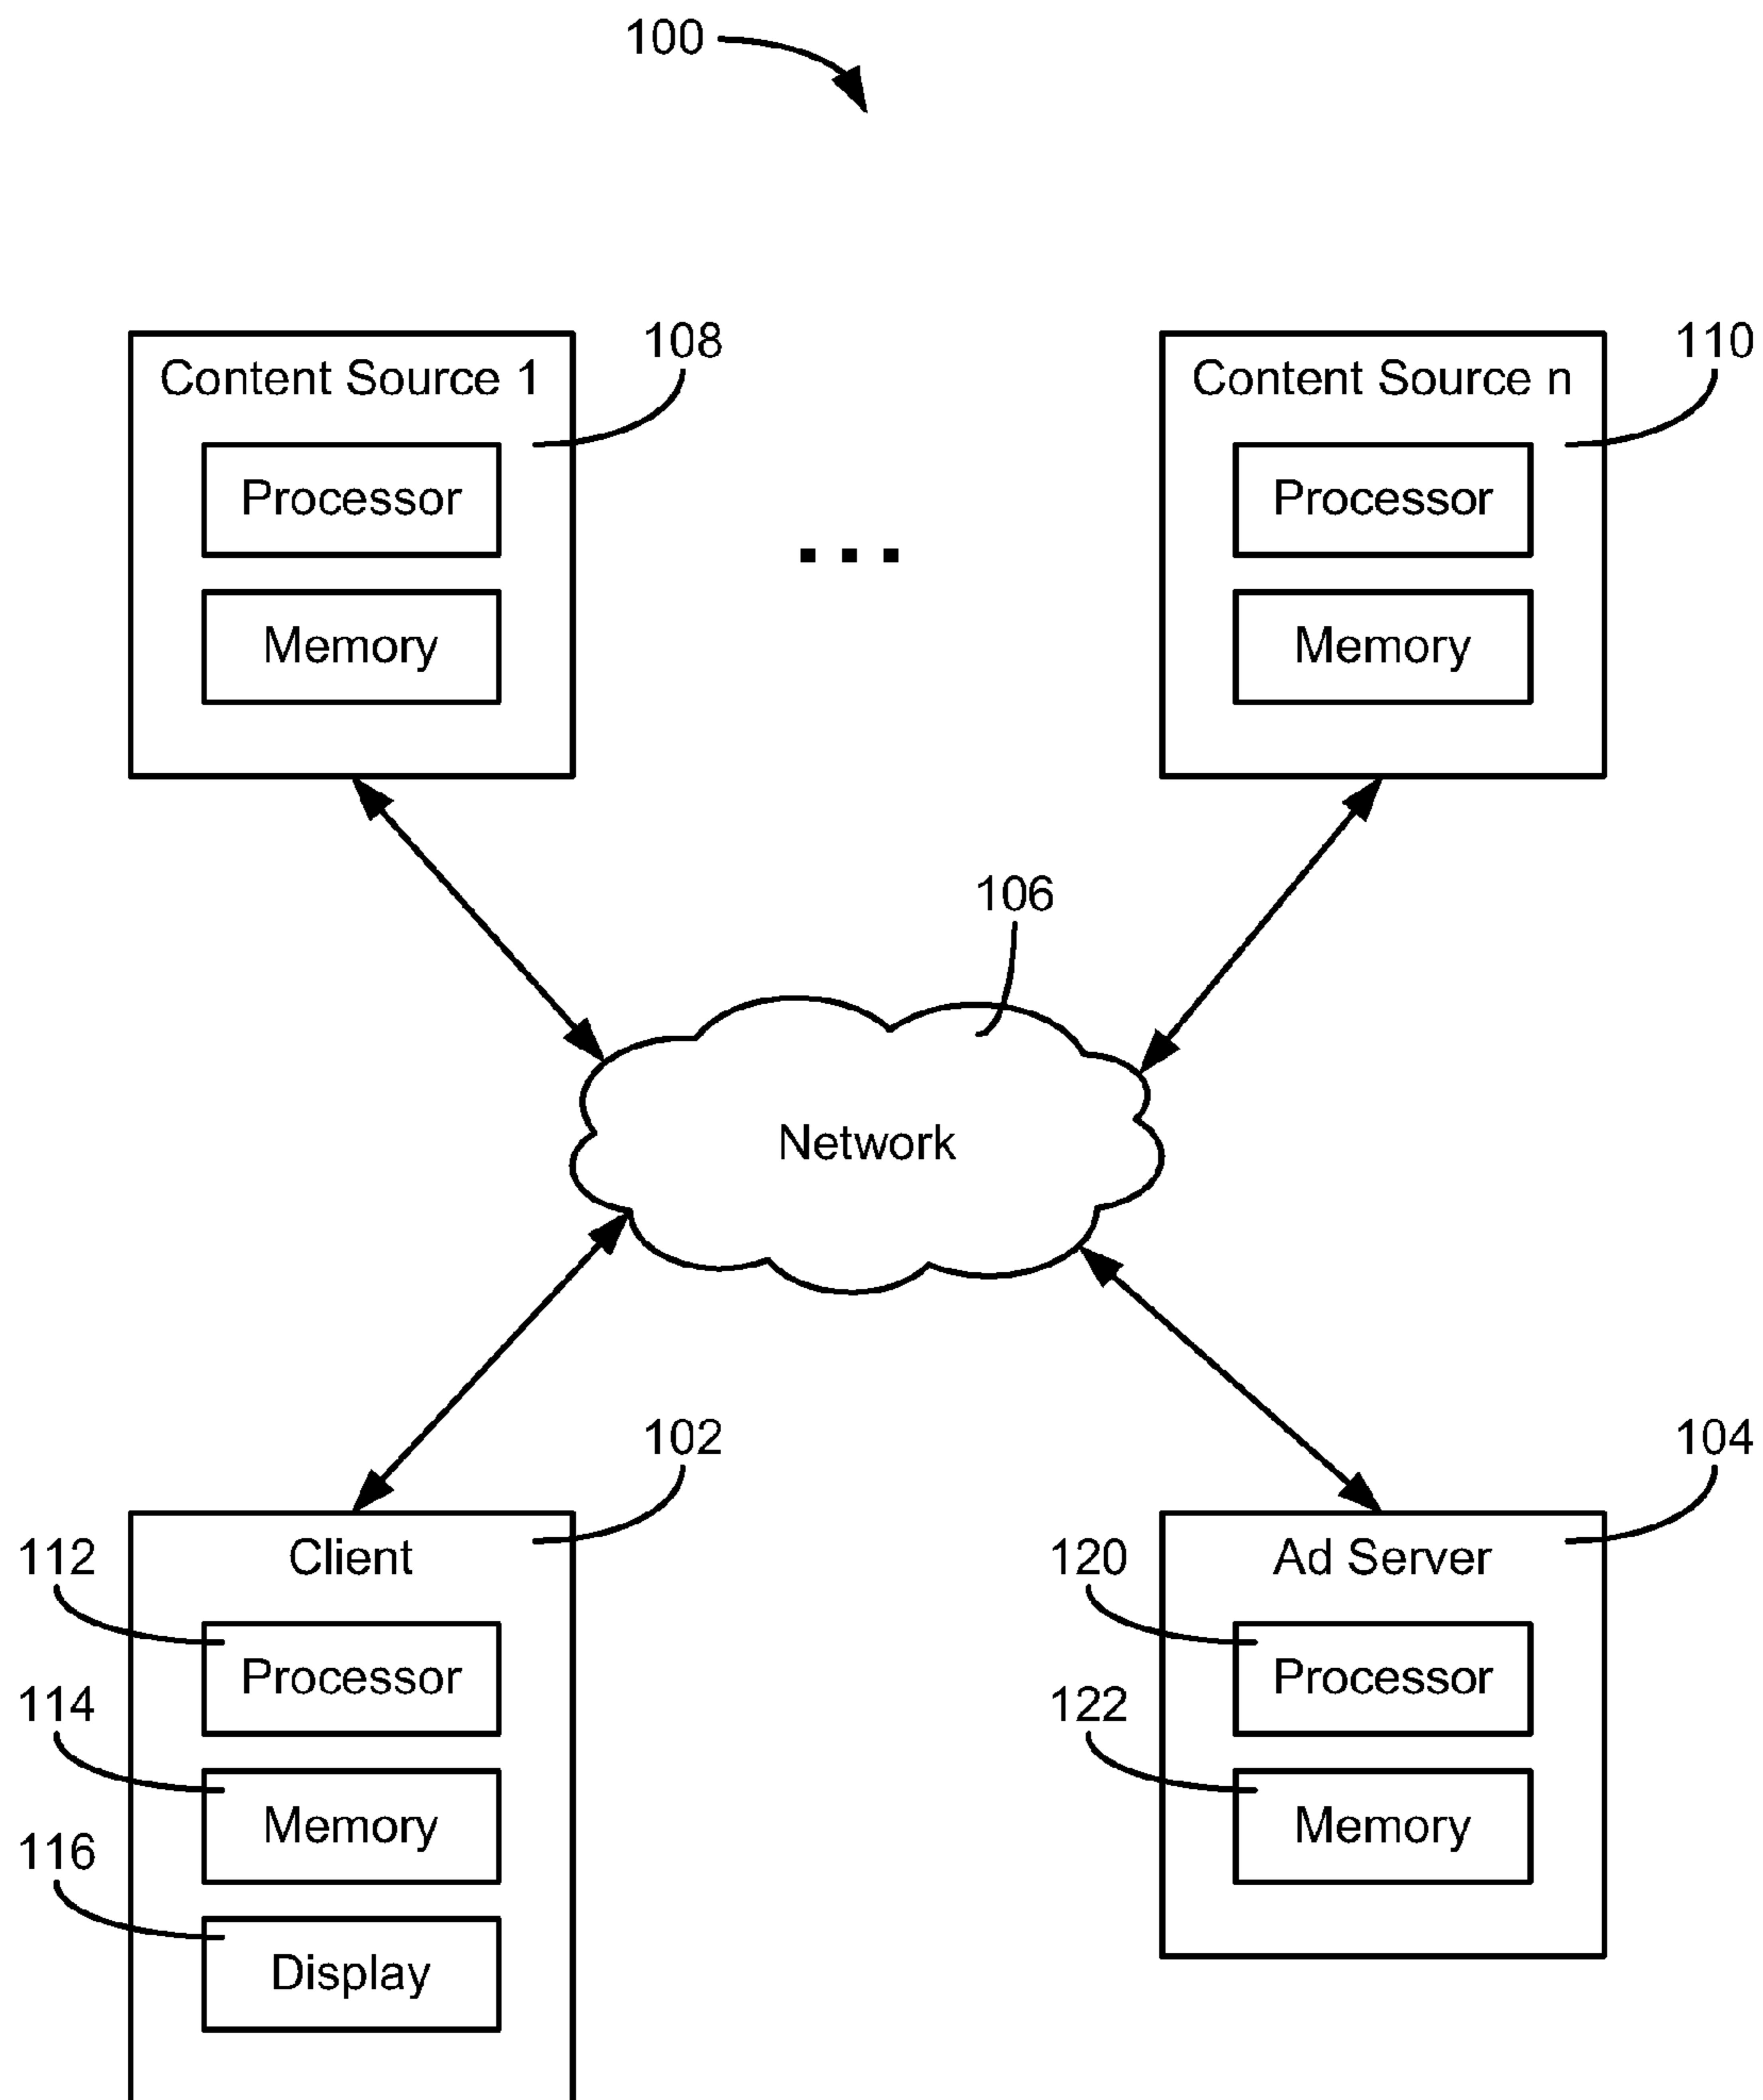 100
108
110
Content Source 1
Content Source n
Processor
Processor
Memory
Memory
...
106
Network
102
104
Client
Ad Server
112
120
Processor
Processor
114
122
Memory
Memory
116
Display